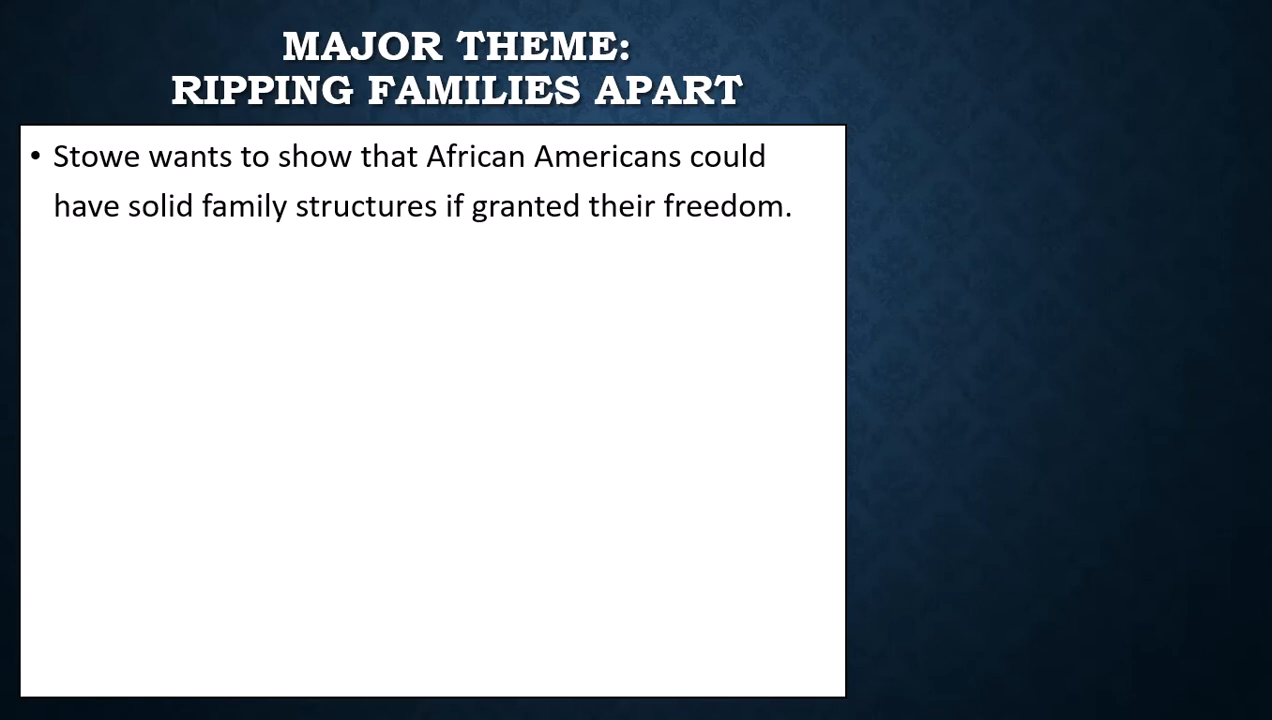 MAJOR THEME:
RIPPING FAMILIES APART
• Stowe wants to show that African Americans could
have solid family structures if granted their freedom.